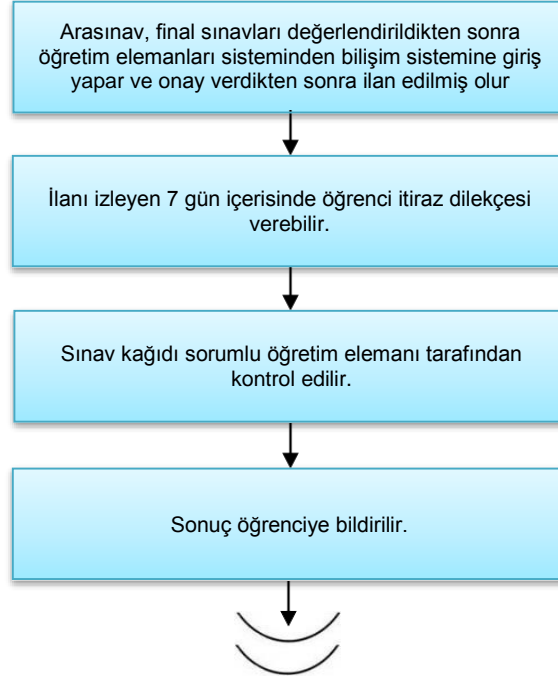 Arasınav, final sınavları değerlendirildikten sonra
öğretim elemanları sisteminden bilişim sistemine giriş
yapar ve onay verdikten sonra ilan edilmiş olur
İlanı izleyen 7 gün içerisinde öğrenci itiraz dilekçesi
verebilir.
Sınav kağıdı sorumlu öğretim elemanı tarafından
kontrol edilir.
Sonuç öğrenciye bildirilir.